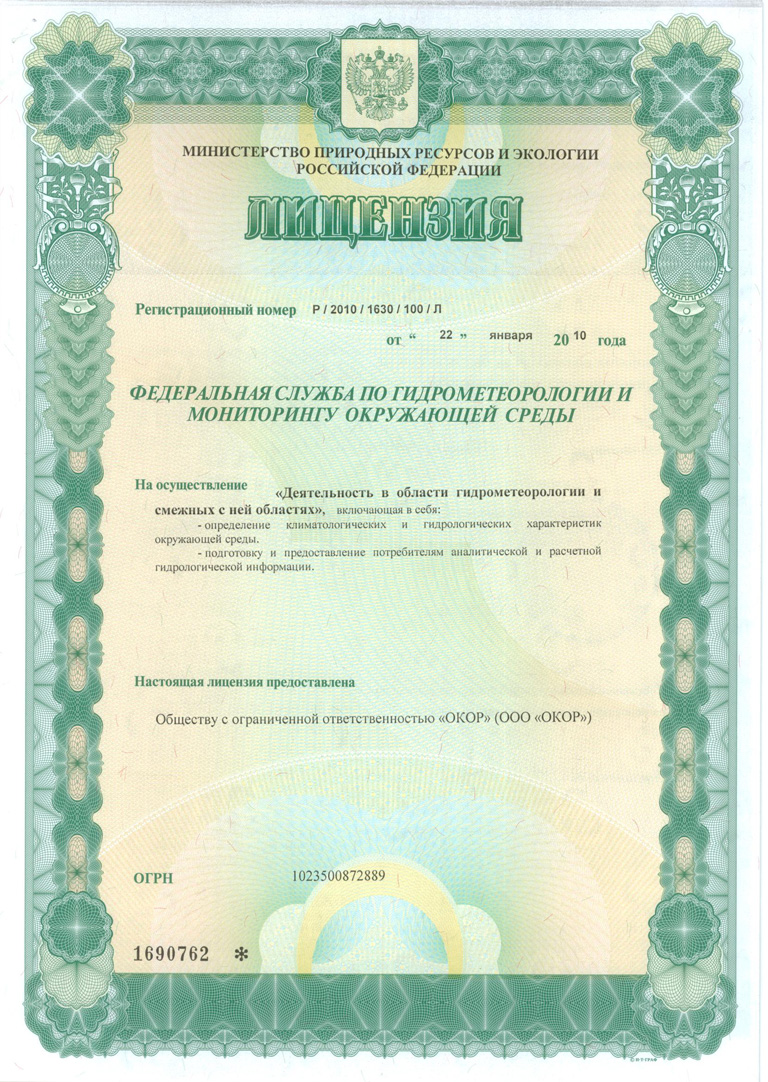 МИНИСТЕРСТВО ПРИРОДНЫХ РЕСУРСОВ И ЭКОЛОГИИ
РОССИЙСКОЙ ФЕДЕРАЦИИ
ЛИЦЕНЗИЯ
Регистрационный номер Р / 2010 / 1630 / 100 / Л
от “ 22 ” января 20 10 года
ФЕДЕРАЛЬНАЯ СЛУЖБА ПО ГИДРОМЕТЕОРОЛОГИИ И
МОНИТОРИНГУ ОКРУЖАЮЩЕЙ СРЕДЫ
На осуществление «Деятельность в области гидрометеорологии и
смежных с ней областях», включающая в себя:
- определение климатологических и гидрологических характеристик
окружающей среды.
- подготовку и предоставление потребителям аналитической и расчетной
гидрологической информации.
Настоящая лицензия предоставлена
Обществу с ограниченной ответственностью «ОКОР» (ООО «ОКОР»)
ОГРН 1023500872889
1690762 *